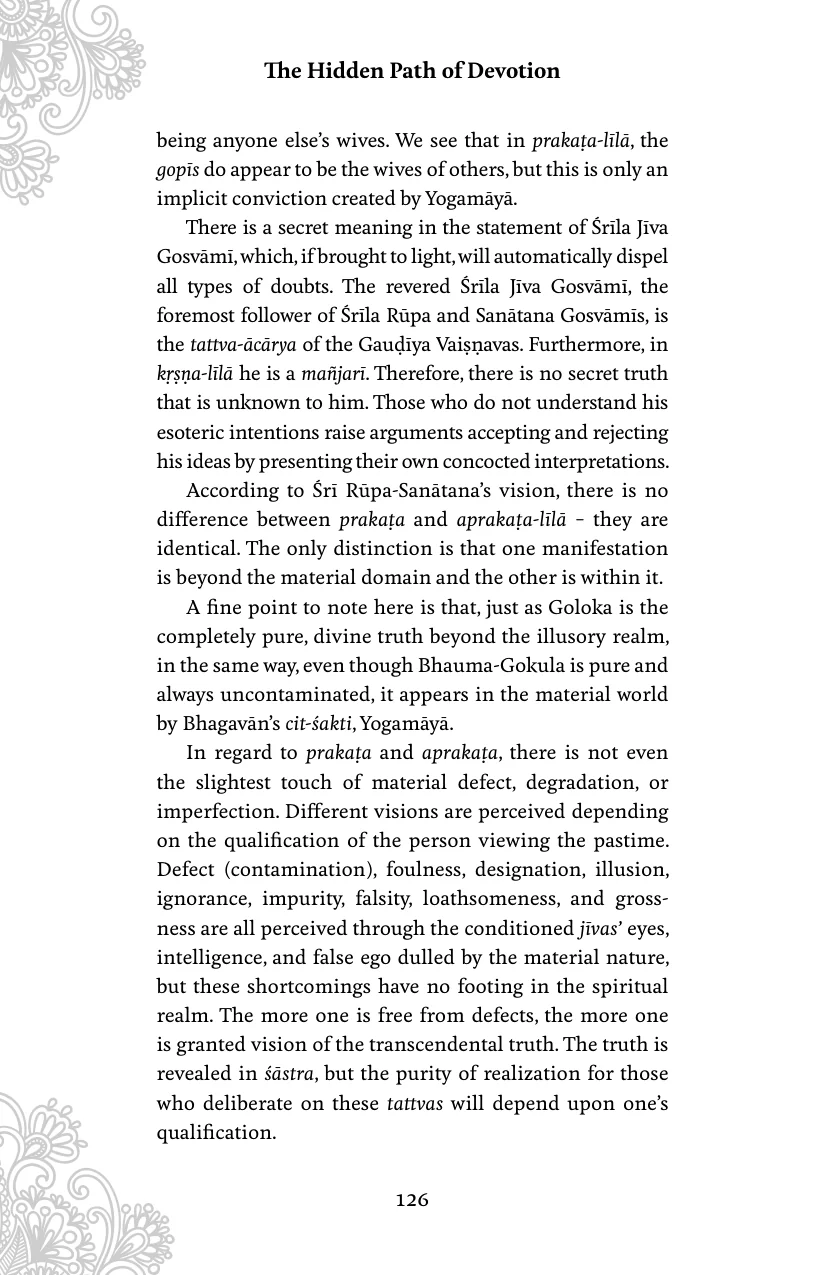 The Hidden Path of Devotion
being anyone else’s wives. We see that in prakaṭa-līlā, the
gopīs do appear to be the wives of others, but this is only an
implicit conviction created by Yogamāyā.
There is a secret meaning in the statement of Śrīla Jīva
Gosvāmī, which, if brought to light, will automatically dispel
all types of doubts. The revered Śrīla Jīva Gosvāmī, the
foremost follower of Śrīla Rūpa and Sanātana Gosvāmīs, is
the tattva-ācārya of the Gauḍīya Vaiṣṇavas. Furthermore, in
kṛṣṇa-līlā he is a mañjarī. Therefore, there is no secret truth
that is unknown to him. Those who do not understand his
esoteric intentions raise arguments accepting and rejecting
his ideas by presenting their own concocted interpretations.
According to Śrī Rūpa-Sanātana’s vision, there is no
difference between prakaṭa and aprakaṭa-līlā – they are
identical. The only distinction is that one manifestation
is beyond the material domain and the other is within it.
A fine point to note here is that, just as Goloka is the
completely pure, divine truth beyond the illusory realm,
in the same way, even though Bhauma-Gokula is pure and
always uncontaminated, it appears in the material world
by Bhagavān’s cit-śakti, Yogamāyā.
In regard to prakaṭa and aprakaṭa, there is not even
the slightest touch of material defect, degradation, or
imperfection. Different visions are perceived depending
on the qualification of the person viewing the pastime.
Defect (contamination), foulness, designation, illusion,
ignorance, impurity, falsity, loathsomeness, and gross-
ness are all perceived through the conditioned jīvas’ eyes,
intelligence, and false ego dulled by the material nature,
but these shortcomings have no footing in the spiritual
realm. The more one is free from defects, the more one
is granted vision of the transcendental truth. The truth is
revealed in śāstra, but the purity of realization for those
who deliberate on these tattvas will depend upon one’s
qualification.
126